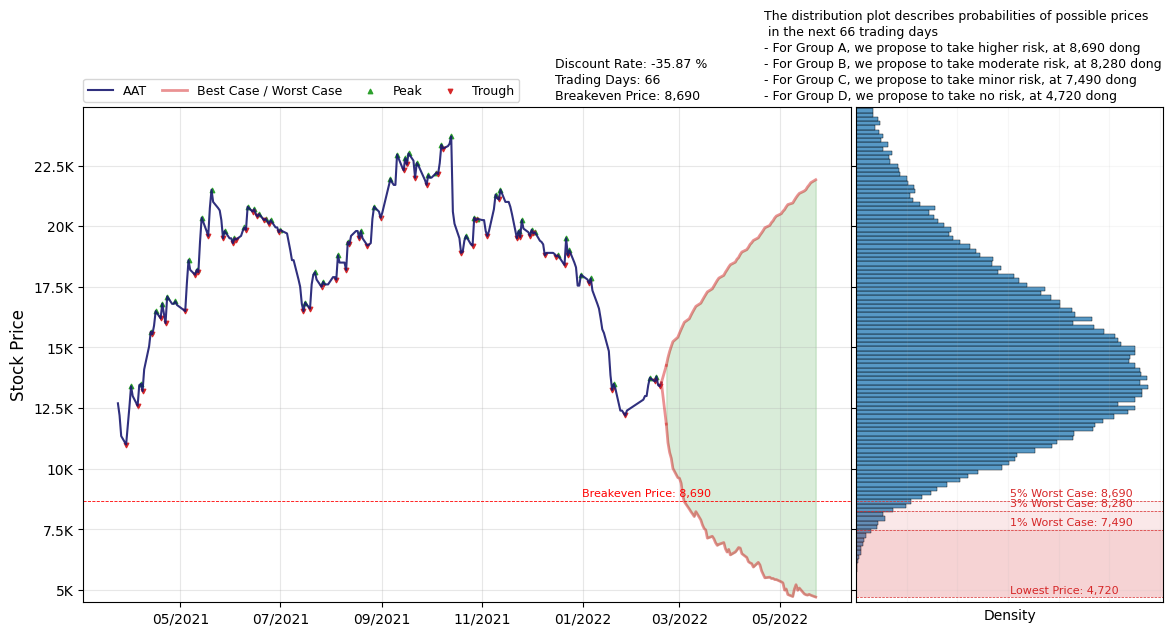 The distribution plot describes probabilities of possible prices
in the next 66 trading days
- For Group A, we propose to take higher risk, at 8,690 dong
- For Group B, we propose to take moderate risk, at 8,280 dong
- For Group C, we propose to take minor risk, at 7,490 dong
- For Group D, we propose to take no risk, at 4,720 dong
Discount Rate: -35.87 %
Trading Days: 66
Breakeven Price: 8,690
AAT
Best Case / Worst Case
Peak
Trough
Stock Price
22.5K
20K
17.5K
15K
12.5K
10K
7.5K
5K
Breakeven Price: 8,690
5% Worst Case: 8,690
3% Worst Case: 8,280
1% Worst Case: 7,490
Lowest Price: 4,720
05/2021
07/2021
09/2021
11/2021
01/2022
03/2022
05/2022
Density